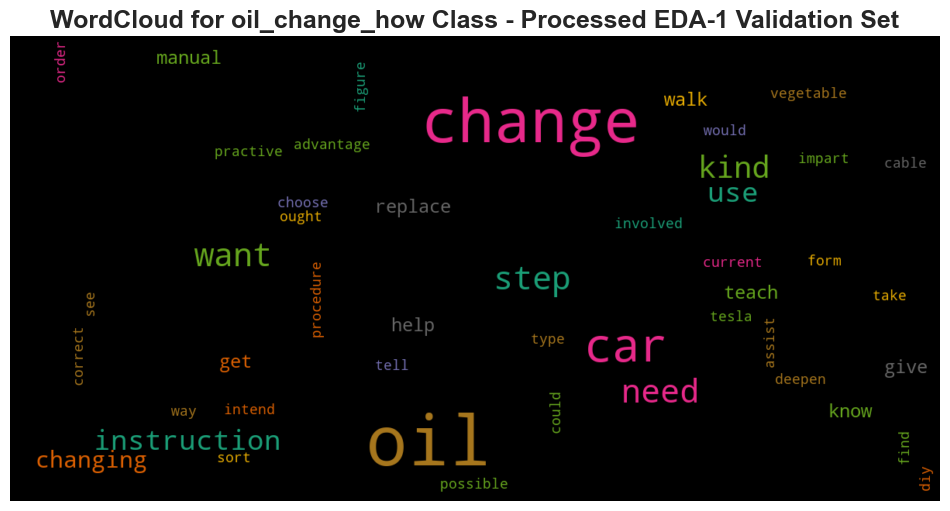 WordCloud for oil_change_how Class - Processed EDA-1 Validation Set
order
manual
figure
change
walk
vegetable
would
practive
advantage
kind
impart
cable
use
choose
ought
replace
involved
want
step
current
form
procedure
see
teach
take
tesla
help
correct
type
car
assist
get
tell
give
need
deepen
way
intend
could
know
instruction
oil
changing
sort
find
possible
diy